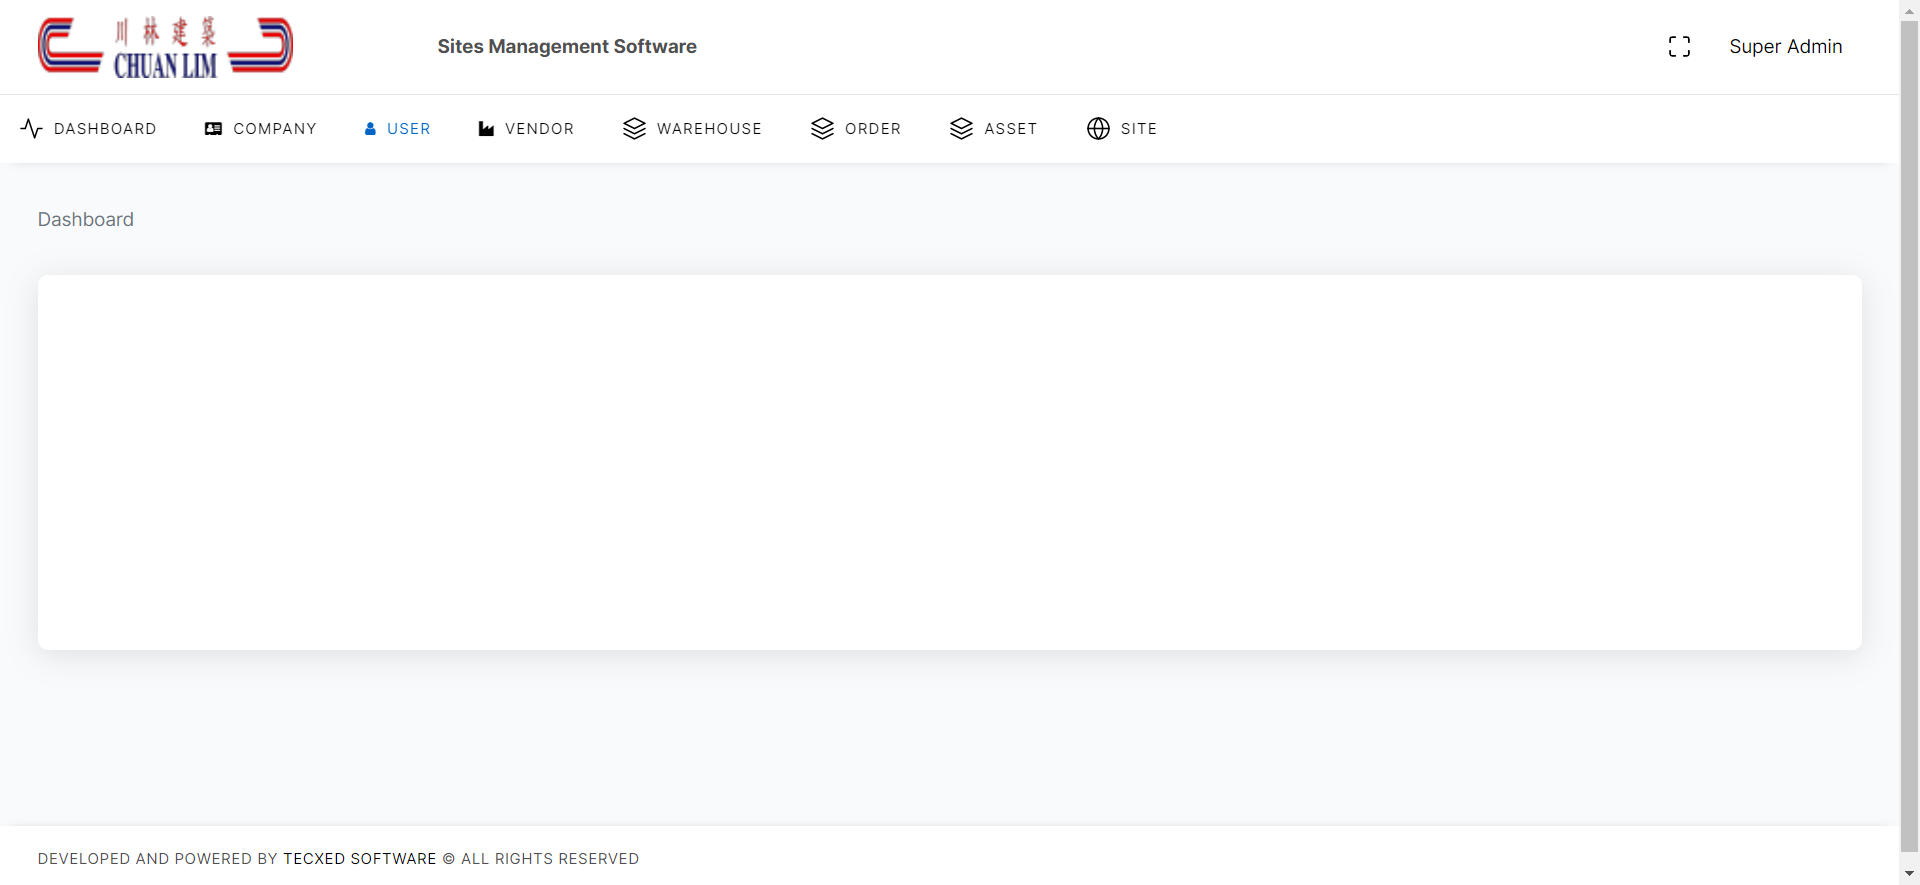 川林建築
CHUAN LIM
Sites Management Software
Super Admin
DASHBOARD COMPANY USER VENDOR WAREHOUSE ORDER ASSET SITE
Dashboard
DEVELOPED AND POWERED BY TECXED SOFTWARE © ALL RIGHTS RESERVED